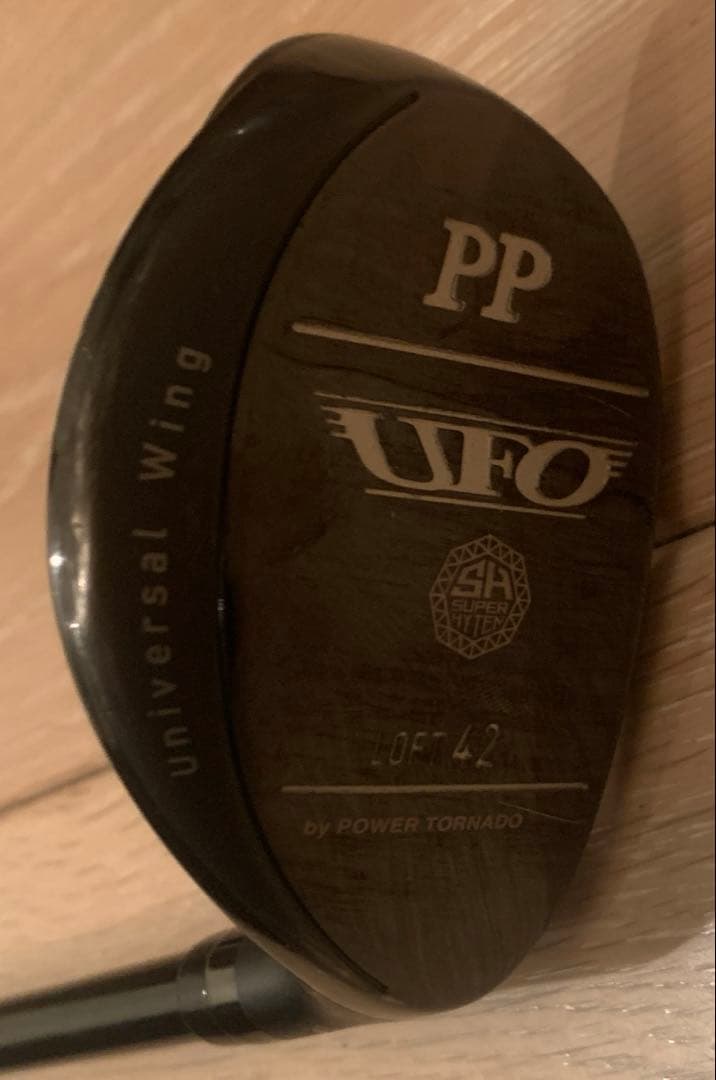 PP
UFO
SH
SUPER
HYTEN
LOFT 42
by POWER TORNADO
Universal Wing